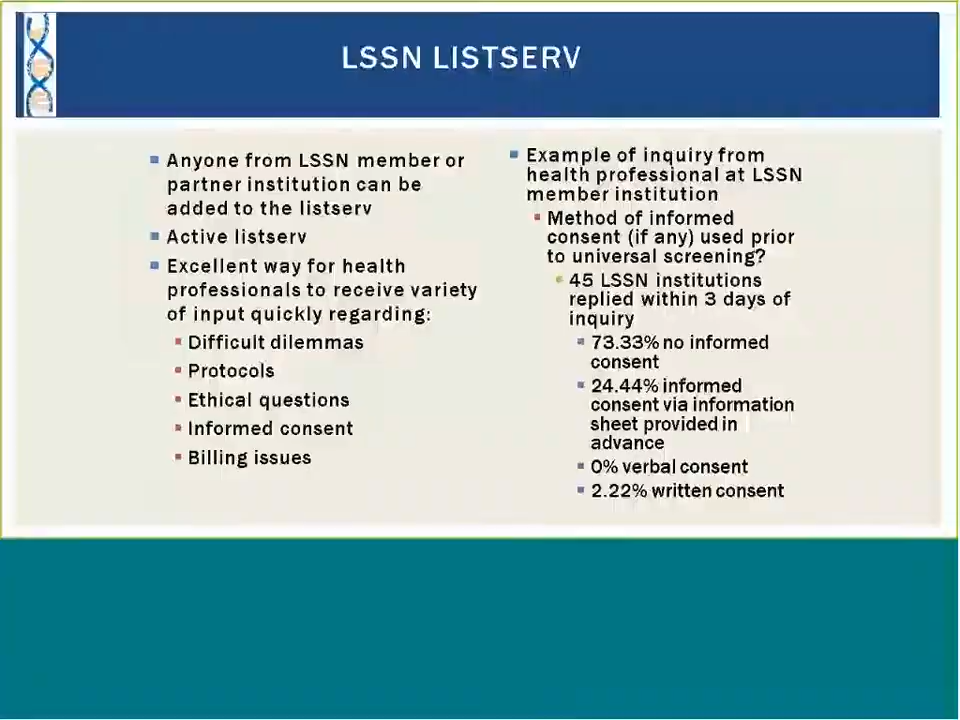 LSSN LISTSERV
Anyone from LSSN member or
partner institution can be
added to the listserv
Active listserv
Excellent way for health
professionals to receive variety
of input quickly regarding:
Difficult dilemmas
Protocols
Ethical questions
Informed consent
Billing issues
Example of inquiry from
health professional at LSSN
member institution
Method of informed
consent (if any) used prior
to universal screening?
45 LSSN institutions
replied within 3 days of
inquiry
73.33% no informed
consent
24.44% informed
consent via information
sheet provided in
advance
0% verbal consent
2.22% written consent